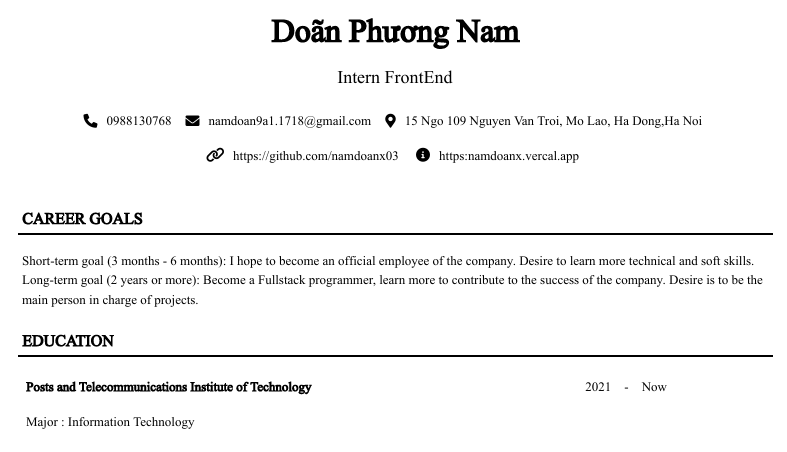 Doãn Phương Nam
Intern FrontEnd
0988130768 namdoan9a1.1718@gmail.com 15 Ngo 109 Nguyen Van Troi, Mo Lao, Ha Dong,Ha Noi
https://github.com/namdoanx03 https:namdoanx.vercal.app
CAREER GOALS
Short-term goal (3 months - 6 months): I hope to become an official employee of the company. Desire to learn more technical and soft skills.
Long-term goal (2 years or more): Become a Fullstack programmer, learn more to contribute to the success of the company. Desire is to be the
main person in charge of projects.
EDUCATION
Posts and Telecommunications Institute of Technology 2021 - Now
Major : Information Technology